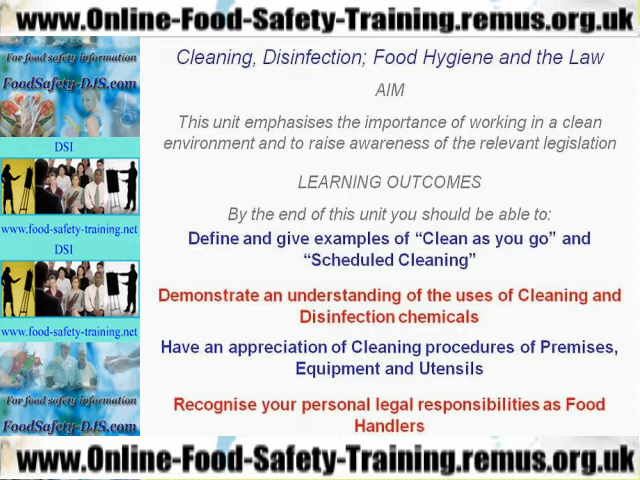 www.Online-Food-Safety-Training.remus.org.uk
For food safety information
FoodSafety-DJS.com
DSI
www.food-safety-training.net
DSI
www.food-safety-training.net
For food safety information
FoodSafety-DJS.com
Cleaning, Disinfection; Food Hygiene and the Law
AIM
This unit emphasises the importance of working in a clean
environment and to raise awareness of the relevant legislation
LEARNING OUTCOMES
By the end of this unit you should be able to:
Define and give examples of “Clean as you go” and
“Scheduled Cleaning”
Demonstrate an understanding of the uses of Cleaning and
Disinfection chemicals
Have an appreciation of Cleaning procedures of Premises,
Equipment and Utensils
Recognise your personal legal responsibilities as Food
Handlers
www.Online-Food-Safety-Training.remus.org.uk